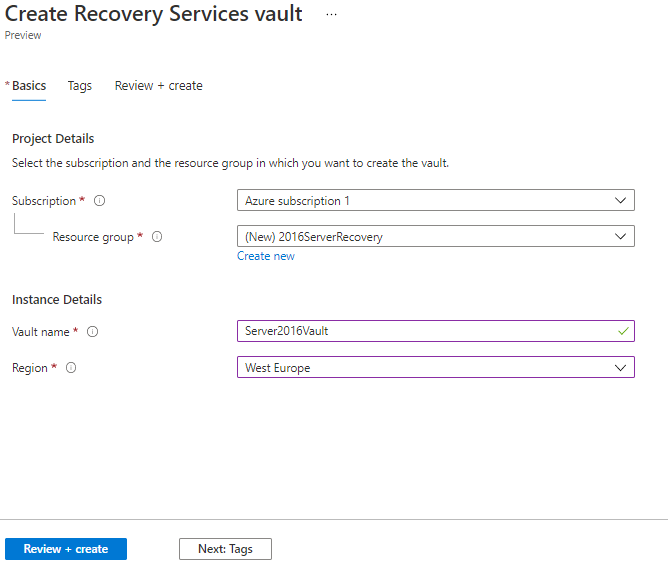 Create Recovery Services vault ...
Preview
* Basics Tags Review + create
Project Details
Select the subscription and the resource group in which you want to create the vault.
Subscription * Azure subscription 1
Resource group * (New) 2016ServerRecovery
Create new
Instance Details
Vault name * Server2016Vault
Region * West Europe
Review + create Next: Tags